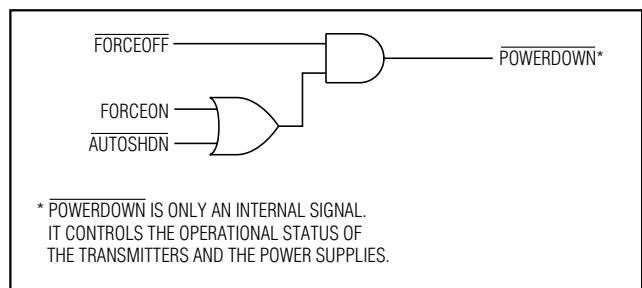 FORCEOFF
POWERDOWN*
FORCEON
AUTOSHDN
* POWERDOWN IS ONLY AN INTERNAL SIGNAL.
IT CONTROLS THE OPERATIONAL STATUS OF
THE TRANSMITTERS AND THE POWER SUPPLIES.